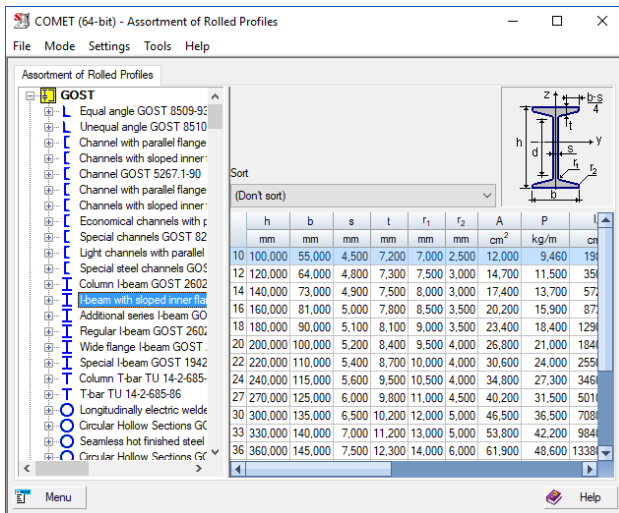 COMET (64-bit) - Assortment of Rolled Profiles
File Mode Settings Tools Help
Assortment of Rolled Profiles
GOST
Equal angle GOST 8509-93
Unequal angle GOST 8510
Channel with parallel flange
Channels with sloped inner
Channel GOST 5267.1-90
Channel with parallel flange
Channels with sloped inner
Economical channels with p
Special channels GOST 82
Light channels with parallel
Special steel channels GOS
Column I-beam GOST 2602
I-beam with sloped inner fla
Additional series I-beam GO
Regular I-beam GOST 2602
Wide flange I-beam GOST
Special I-beam GOST 1942
Column T-bar TU 14-2-685-
T-bar TU 14-2-685-86
Longitudinally electric welde
Circular Hollow Sections GO
Seamless hot finished steel
Circular Hollow Sections GO
z b-s
4
t
h d s y
r1 r2
b
Sort
(Don't sort)
h b s t r1 r2 A P I
mm mm mm mm mm mm cm2 kg/m cm
10 100,000 55,000 4,500 7,200 7,000 2,500 12,000 9,460 198
12 120,000 64,000 4,800 7,300 7,500 3,000 14,700 11,500 350
14 140,000 73,000 4,900 7,500 8,000 3,000 17,400 13,700 572
16 160,000 81,000 5,000 7,800 8,500 3,500 20,200 15,900 873
18 180,000 90,000 5,100 8,100 9,000 3,500 23,400 18,400 1290
20 200,000 100,000 5,200 8,400 9,500 4,000 26,800 21,000 1840
22 220,000 110,000 5,400 8,700 10,000 4,000 30,600 24,000 2550
24 240,000 115,000 5,600 9,500 10,500 4,000 34,800 27,300 3460
27 270,000 125,000 6,000 9,800 11,000 4,500 40,200 31,500 5010
30 300,000 135,000 6,500 10,200 12,000 5,000 46,500 36,500 7080
33 330,000 140,000 7,000 11,200 13,000 5,000 53,800 42,200 9840
36 360,000 145,000 7,500 12,300 14,000 6,000 61,900 48,600 13380
Menu
Help